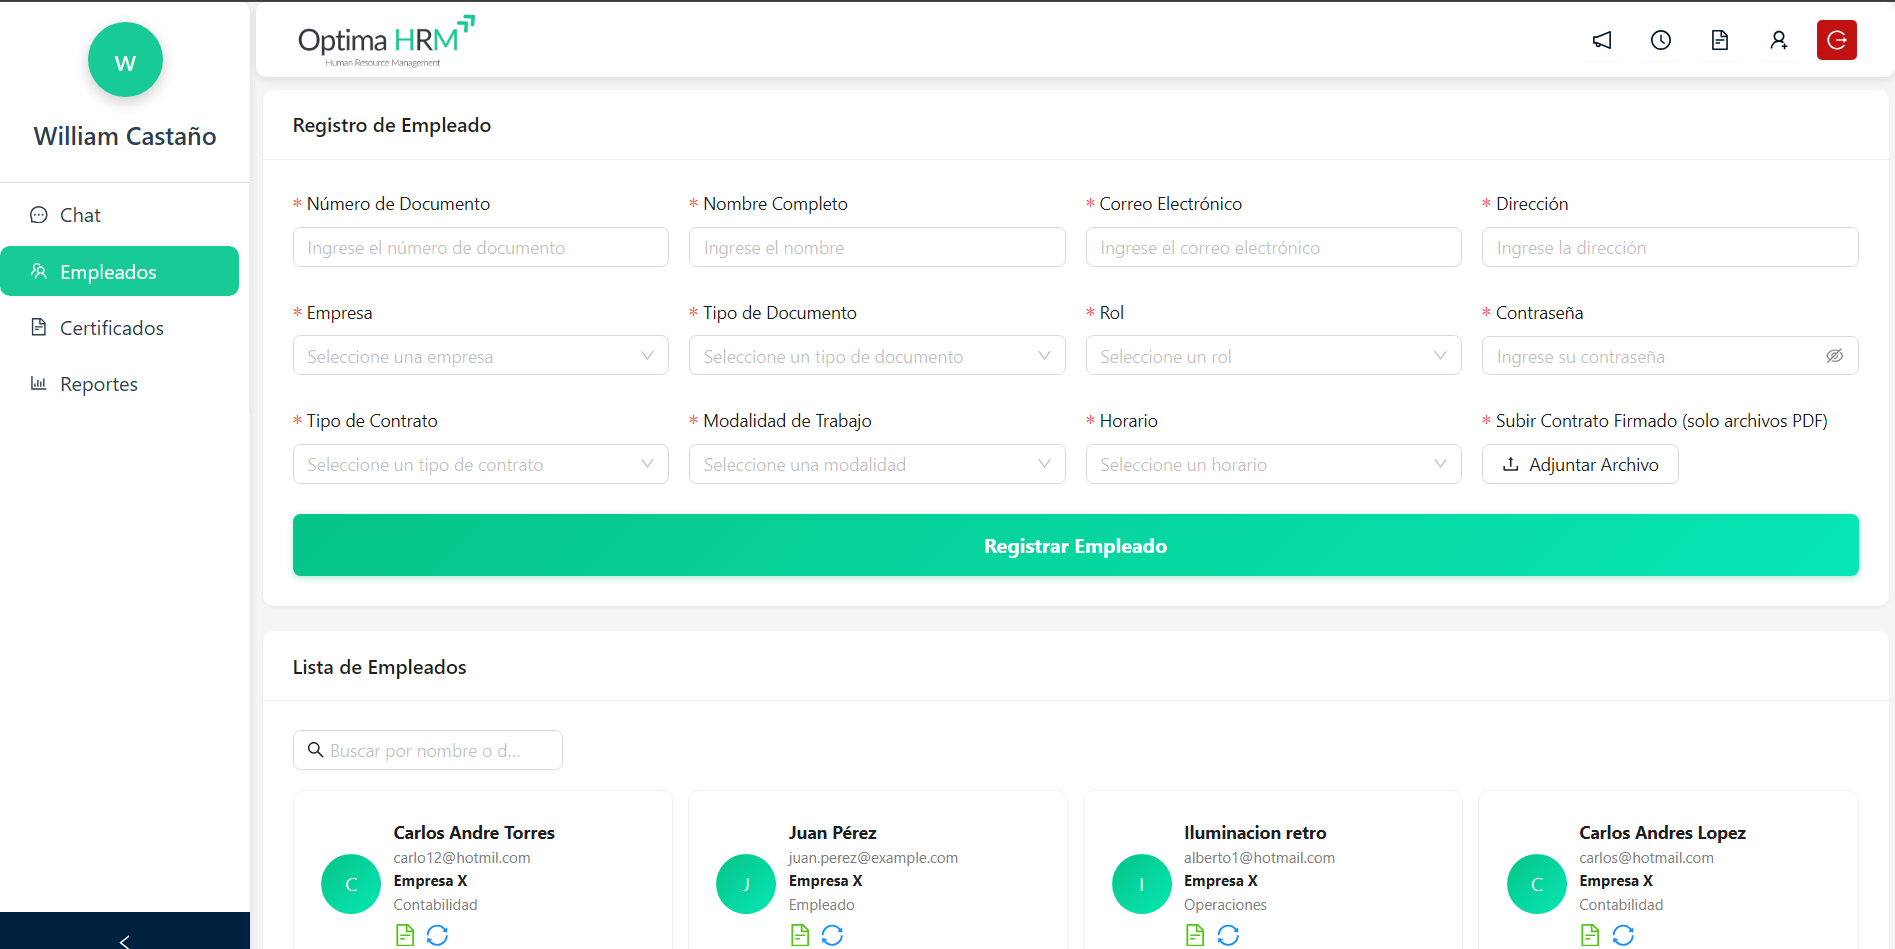 W
William Castaño
Chat
Empleados
Certificados
Reportes
Optima HRM
Human Resource Management
Registro de Empleado
* Número de Documento
* Nombre Completo
* Correo Electrónico
* Dirección
Ingrese el número de documento
Ingrese el nombre
Ingrese el correo electrónico
Ingrese la dirección
* Empresa
* Tipo de Documento
* Rol
* Contraseña
Seleccione una empresa
Seleccione un tipo de documento
Seleccione un rol
Ingrese su contraseña
* Tipo de Contrato
* Modalidad de Trabajo
* Horario
* Subir Contrato Firmado (solo archivos PDF)
Seleccione un tipo de contrato
Seleccione una modalidad
Seleccione un horario
Adjuntar Archivo
Registrar Empleado
Lista de Empleados
Buscar por nombre o d...
C
Carlos Andre Torres
carlo12@hotmil.com
Empresa X
Contabilidad
J
Juan Pérez
juan.perez@example.com
Empresa X
Empleado
I
Iluminacion retro
alberto1@hotmail.com
Empresa X
Operaciones
C
Carlos Andres Lopez
carlos@hotmail.com
Empresa X
Contabilidad